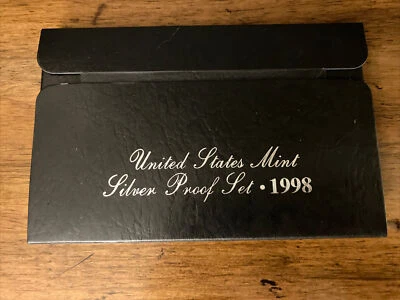 United States Mint
Silver Proof Set • 1998